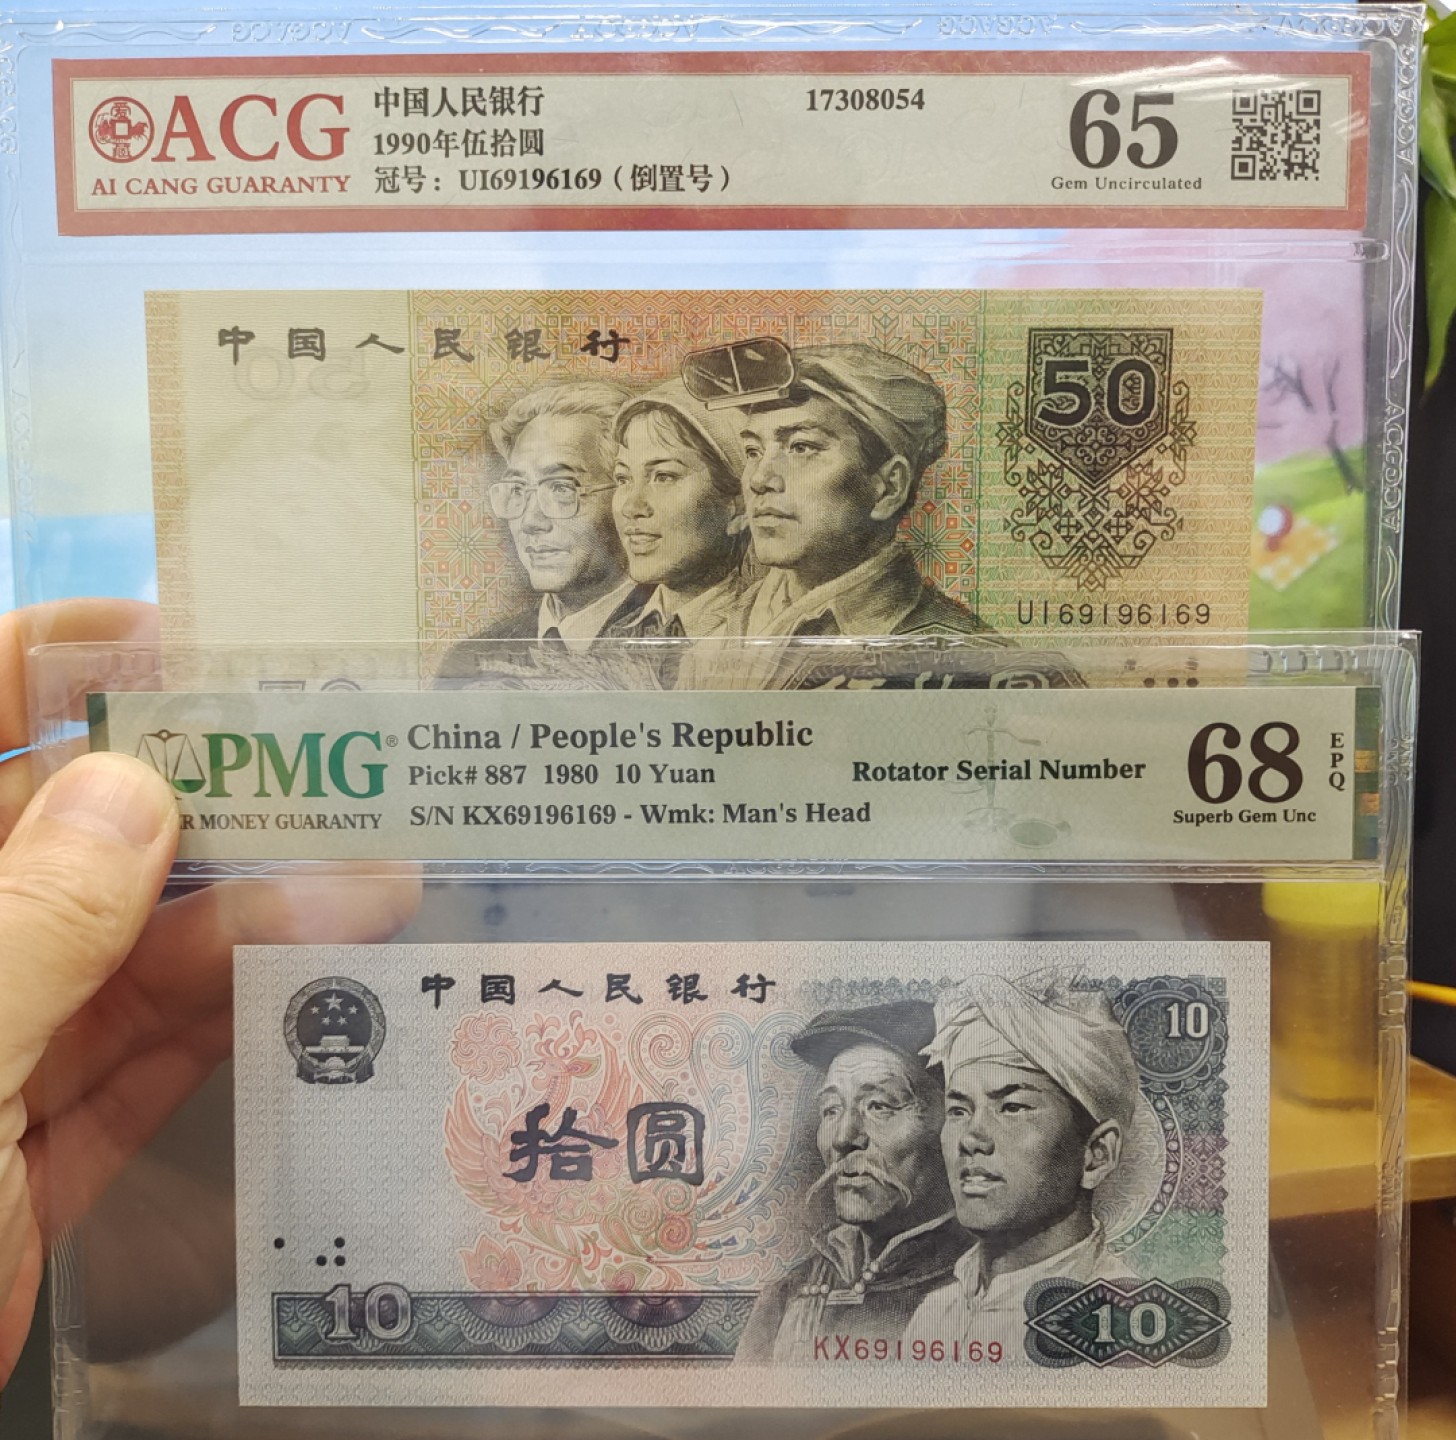 ACG
AI CANG GUARANTY
中国人民银行
1990年伍拾圆
冠号：UI69196169（倒置号）
17308054
65
Gem Uncirculated
中国人民银行
50
UI69196169
PMG®
R MONEY GUARANTY
China / People's Republic
Pick# 887 1980 10 Yuan
S/N KX69196169 - Wmk: Man's Head
Rotator Serial Number
68
EPQ
Superb Gem Unc
中国人民银行
10
拾圆
10
KX69196169
10